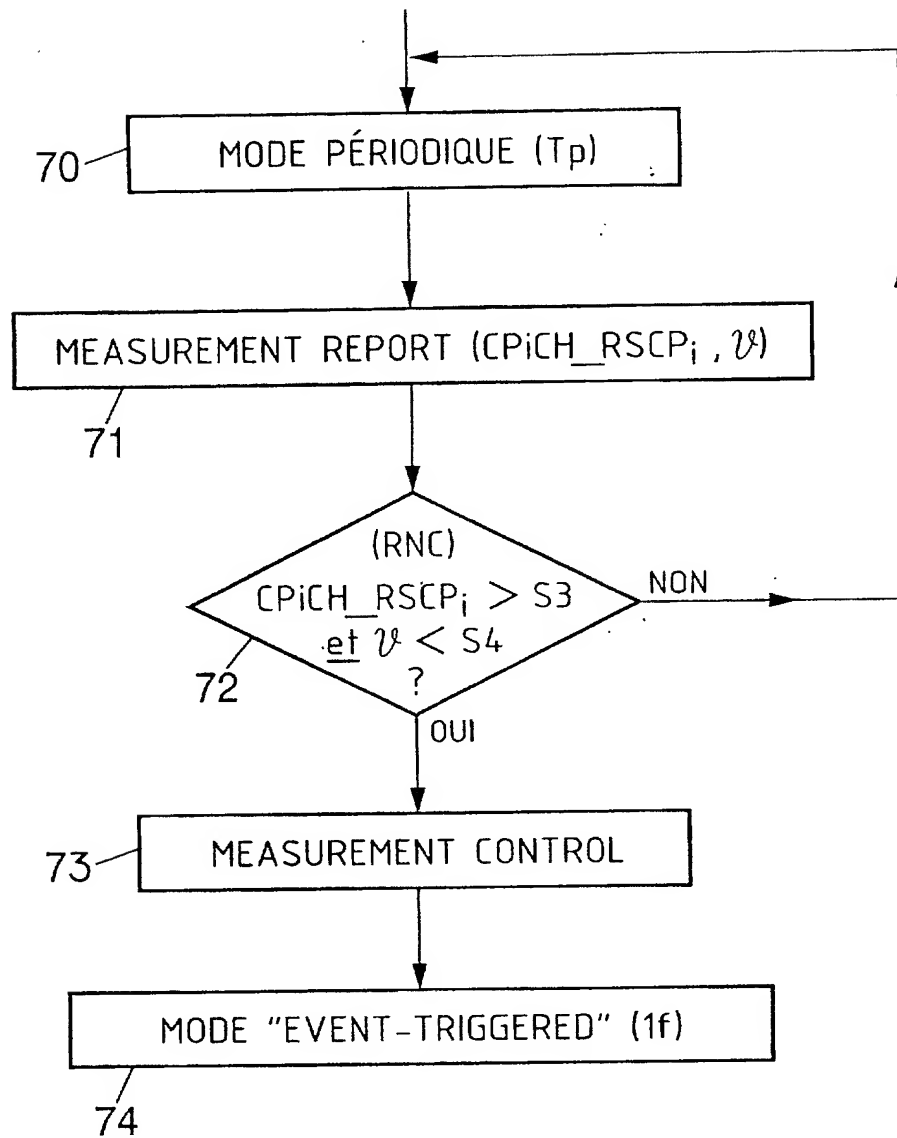 70
MODE PÉRIODIQUE (Tp)
MEASUREMENT REPORT (CPiCH_RSCPi , v)
71
(RNC)
CPiCH_RSCPi > S3
et v < S4
?
NON
72
OUI
73
MEASUREMENT CONTROL
MODE "EVENT-TRIGGERED" (1f)
74